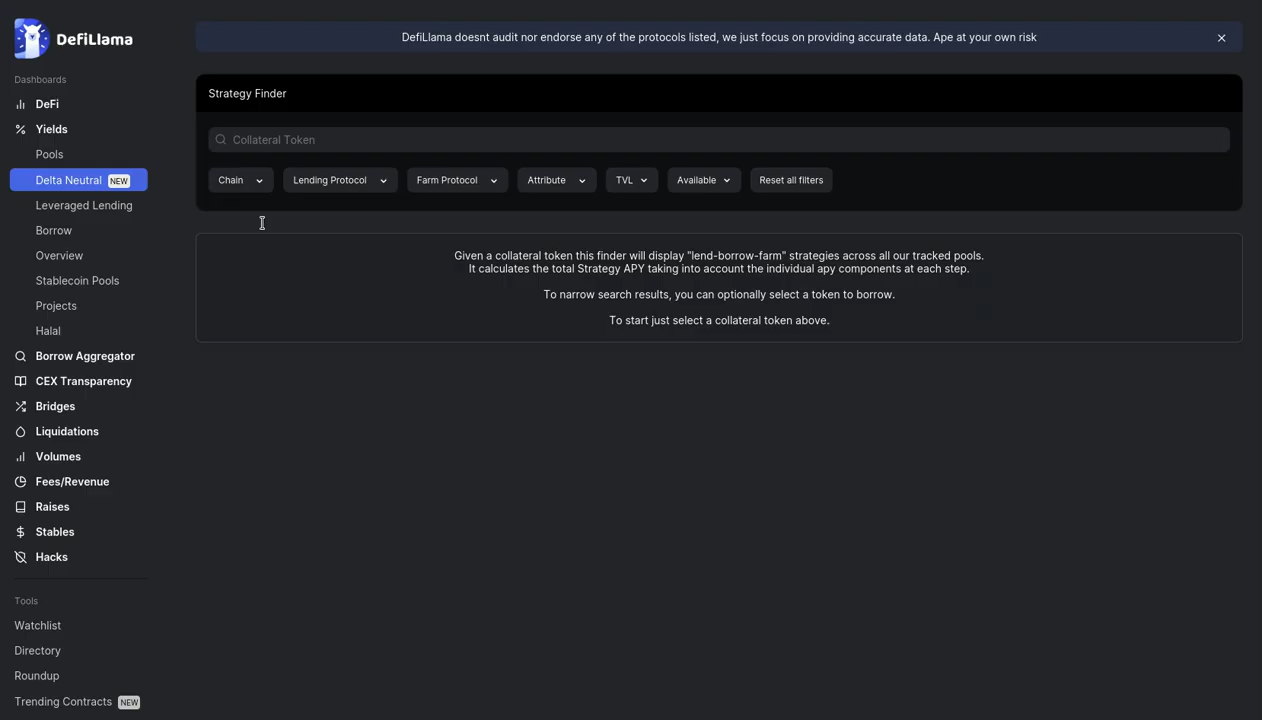 DefiLlama
Dashboards
DeFi
Yields
Pools
Delta Neutral NEW
Leveraged Lending
Borrow
Overview
Stablecoin Pools
Projects
Halal
Borrow Aggregator
CEX Transparency
Bridges
Liquidations
Volumes
Fees/Revenue
Raises
Stables
Hacks
Tools
Watchlist
Directory
Roundup
Trending Contracts NEW
DefiLlama doesnt audit nor endorse any of the protocols listed, we just focus on providing accurate data. Ape at your own risk
Strategy Finder
Collateral Token
Chain Lending Protocol Farm Protocol Attribute TVL Available Reset all filters
Given a collateral token this finder will display "lend-borrow-farm" strategies across all our tracked pools.
It calculates the total Strategy APY taking into account the individual apy components at each step.
To narrow search results, you can optionally select a token to borrow.
To start just select a collateral token above.